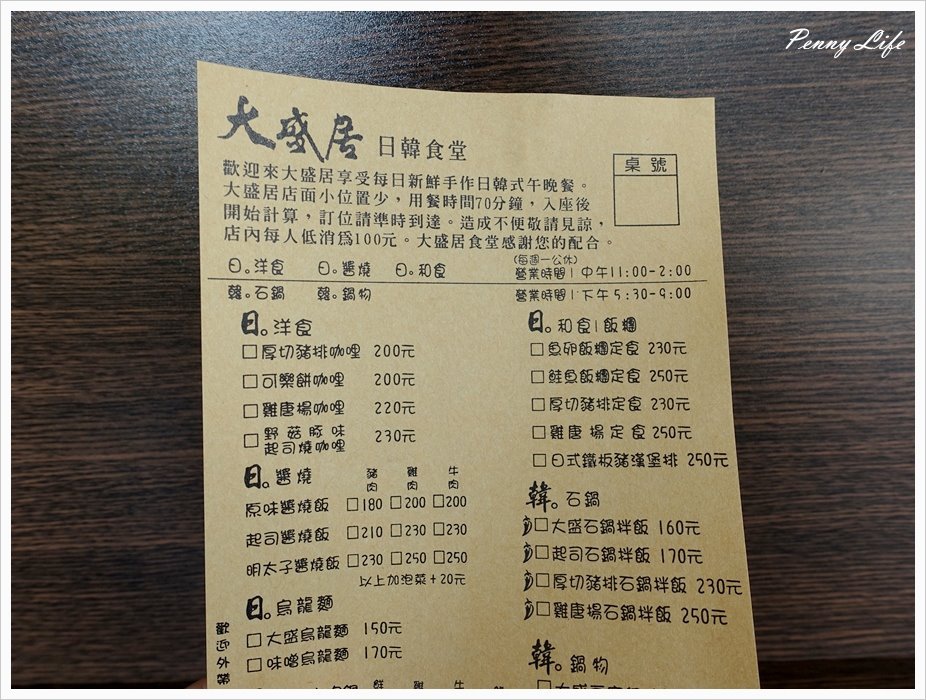 Penny Life
大盛居 日韓食堂
桌號
歡迎來大盛居享受每日新鮮手作日韓式午晚餐。
大盛居店面小位置少，用餐時間70分鐘，入座後
開始計算，訂位請準時到達。造成不便敬請見諒，
店內每人低消為100元。大盛居食堂感謝您的配合。
(每週一公休)
日。洋食 日。醬燒 日。和食 營業時間 | 中午11:00-2:00
韓。石鍋 韓。鍋物 營業時間 | 下午5:30-9:00
日。洋食
□厚切豬排咖哩 200元
□可樂餅咖哩 200元
□雞唐揚咖哩 220元
□野菇豚味起司燒咖哩 230元
日。醬燒 豬肉 雞肉 牛肉
原味醬燒飯 □180 □200 □200
起司醬燒飯 □210 □230 □230
明太子醬燒飯 □230 □250 □250
以上加泡菜+20元
日。烏龍麵
□大盛烏龍麵 150元
□味噌烏龍麵 170元
歡迎外帶
日。和食 | 飯糰
□魚卵飯糰定食 230元
□鮭魚飯糰定食 250元
□厚切豬排定食 230元
□雞唐揚定食 250元
□日式鐵板豬漢堡排 250元
韓。石鍋
□大盛石鍋拌飯 160元
□起司石鍋拌飯 170元
□厚切豬排石鍋拌飯 230元
□雞唐揚石鍋拌飯 250元
韓。鍋物